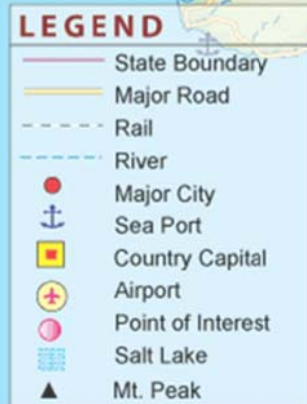 LEGEND
State Boundary
Major Road
Rail
River
Major City
Sea Port
Country Capital
Airport
Point of Interest
Salt Lake
Mt. Peak